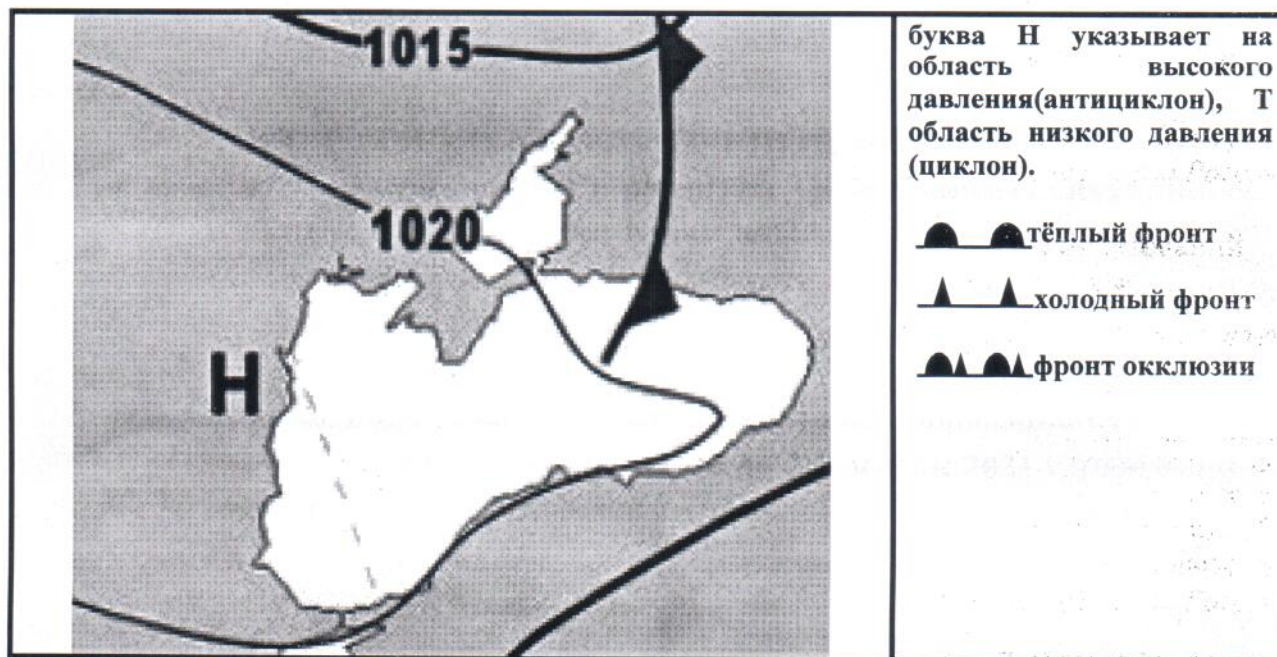 1015
1020
Н
буква Н указывает на
область высокого
давления(антициклон), Т
область низкого давления
(циклон).
тёплый фронт
холодный фронт
фронт окклюзии